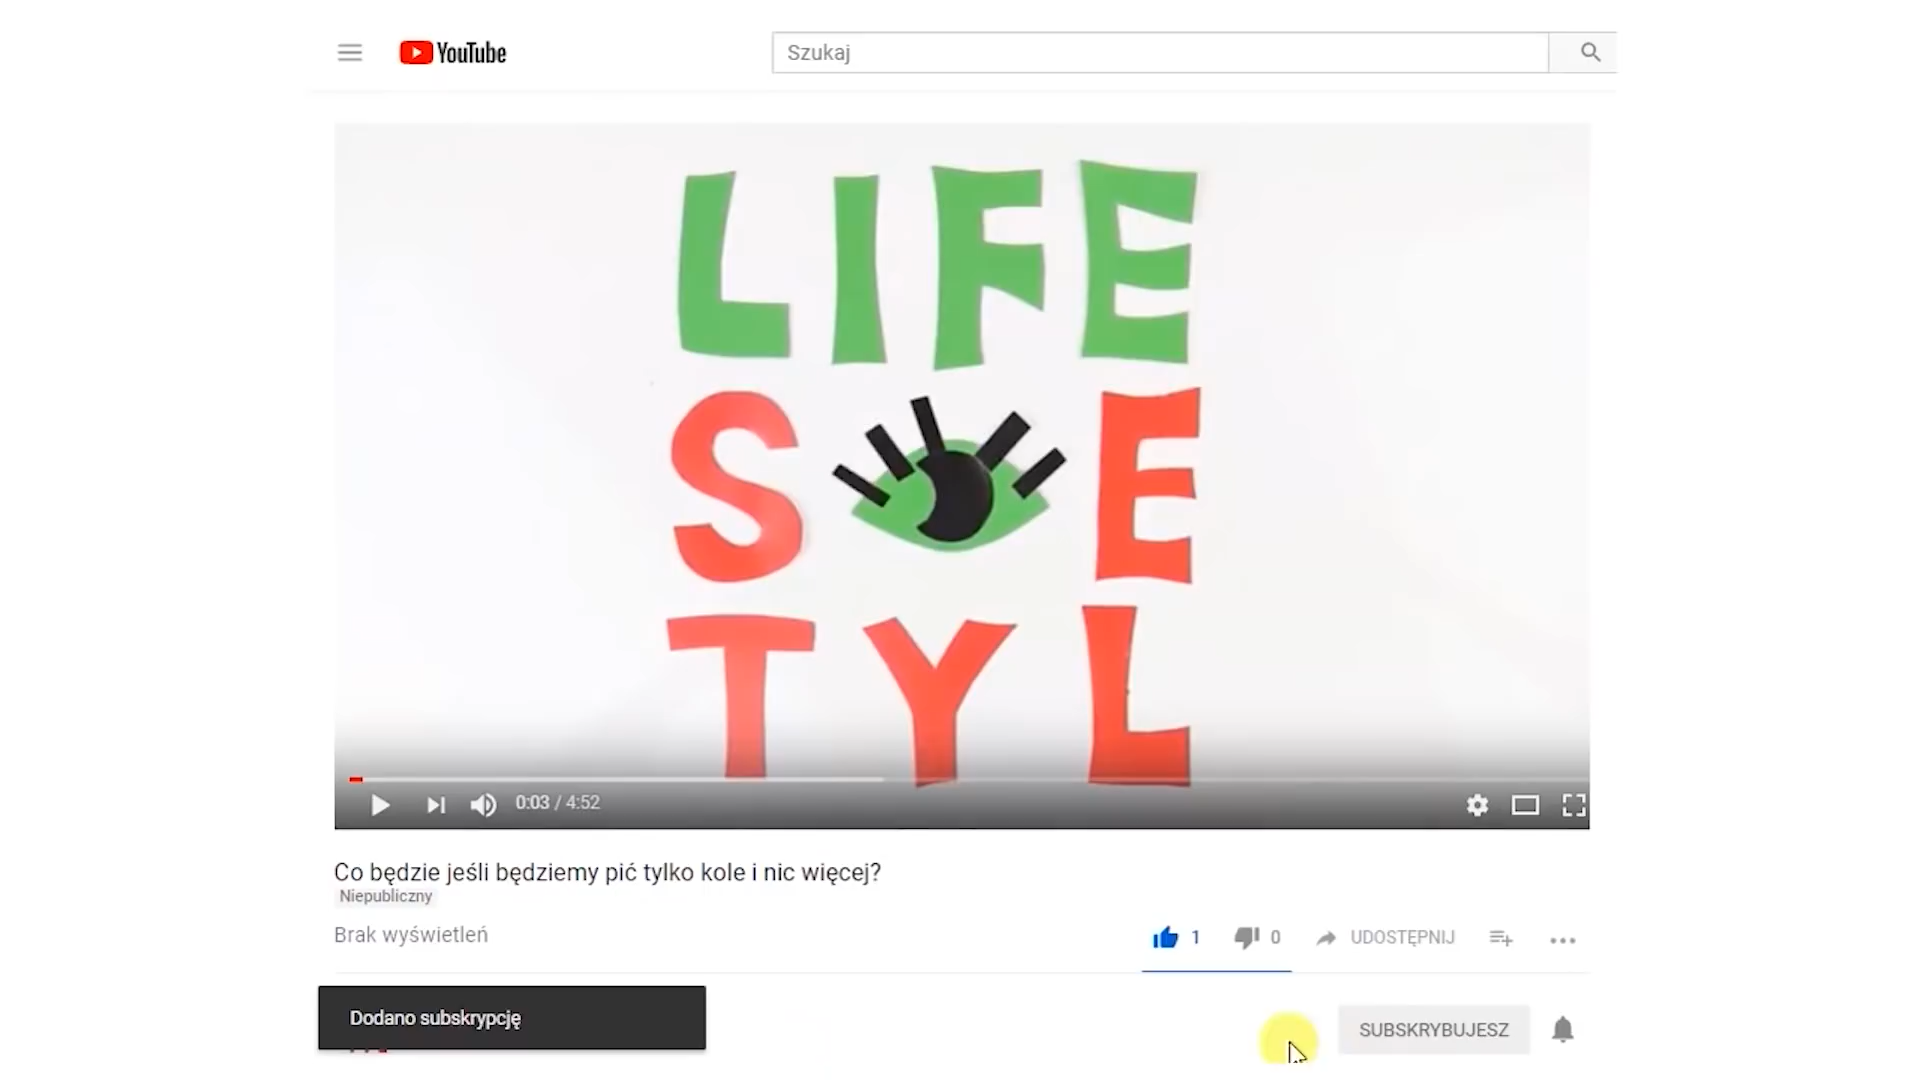 YouTube
Szukaj
LIFE
S E
TYL
0:03 / 4:52
Co będzie jeśli będziemy pić tylko kole i nic więcej?
Niepubliczny
Brak wyświetleń
1 0 UDOSTĘPNIJ
Dodano subskrypcję
SUBSKRYBUJESZ